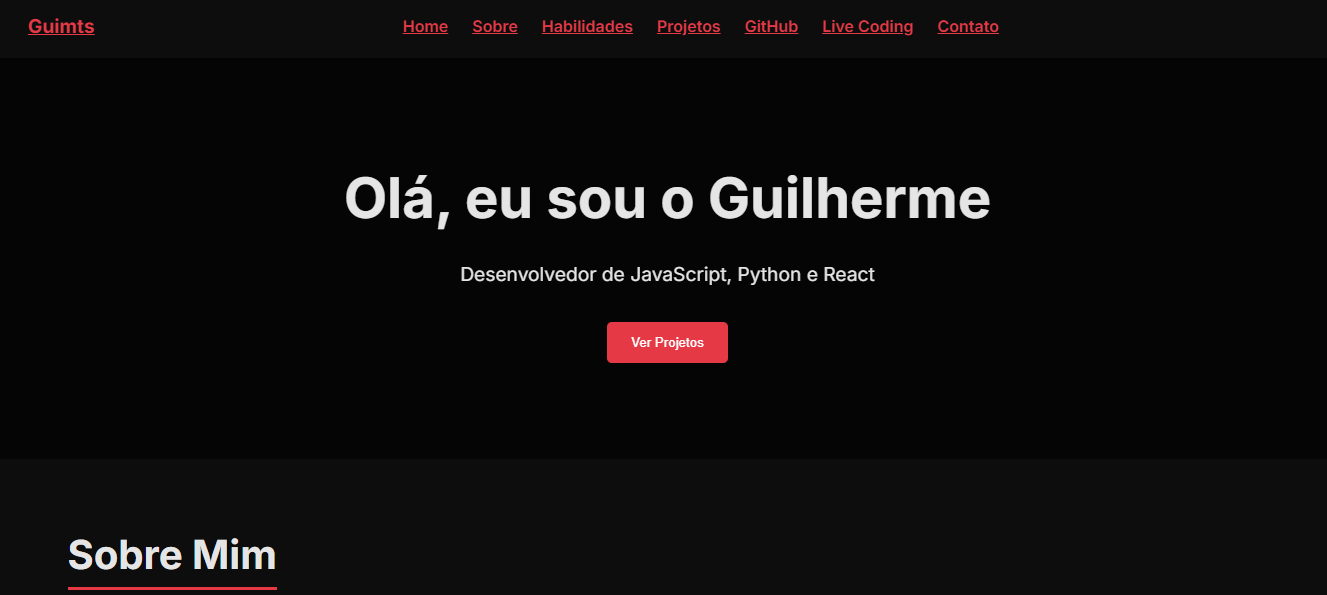 Guimts Home Sobre Habilidades Projetos GitHub Live Coding Contato
Olá, eu sou o Guilherme
Desenvolvedor de JavaScript, Python e React
Ver Projetos
Sobre Mim